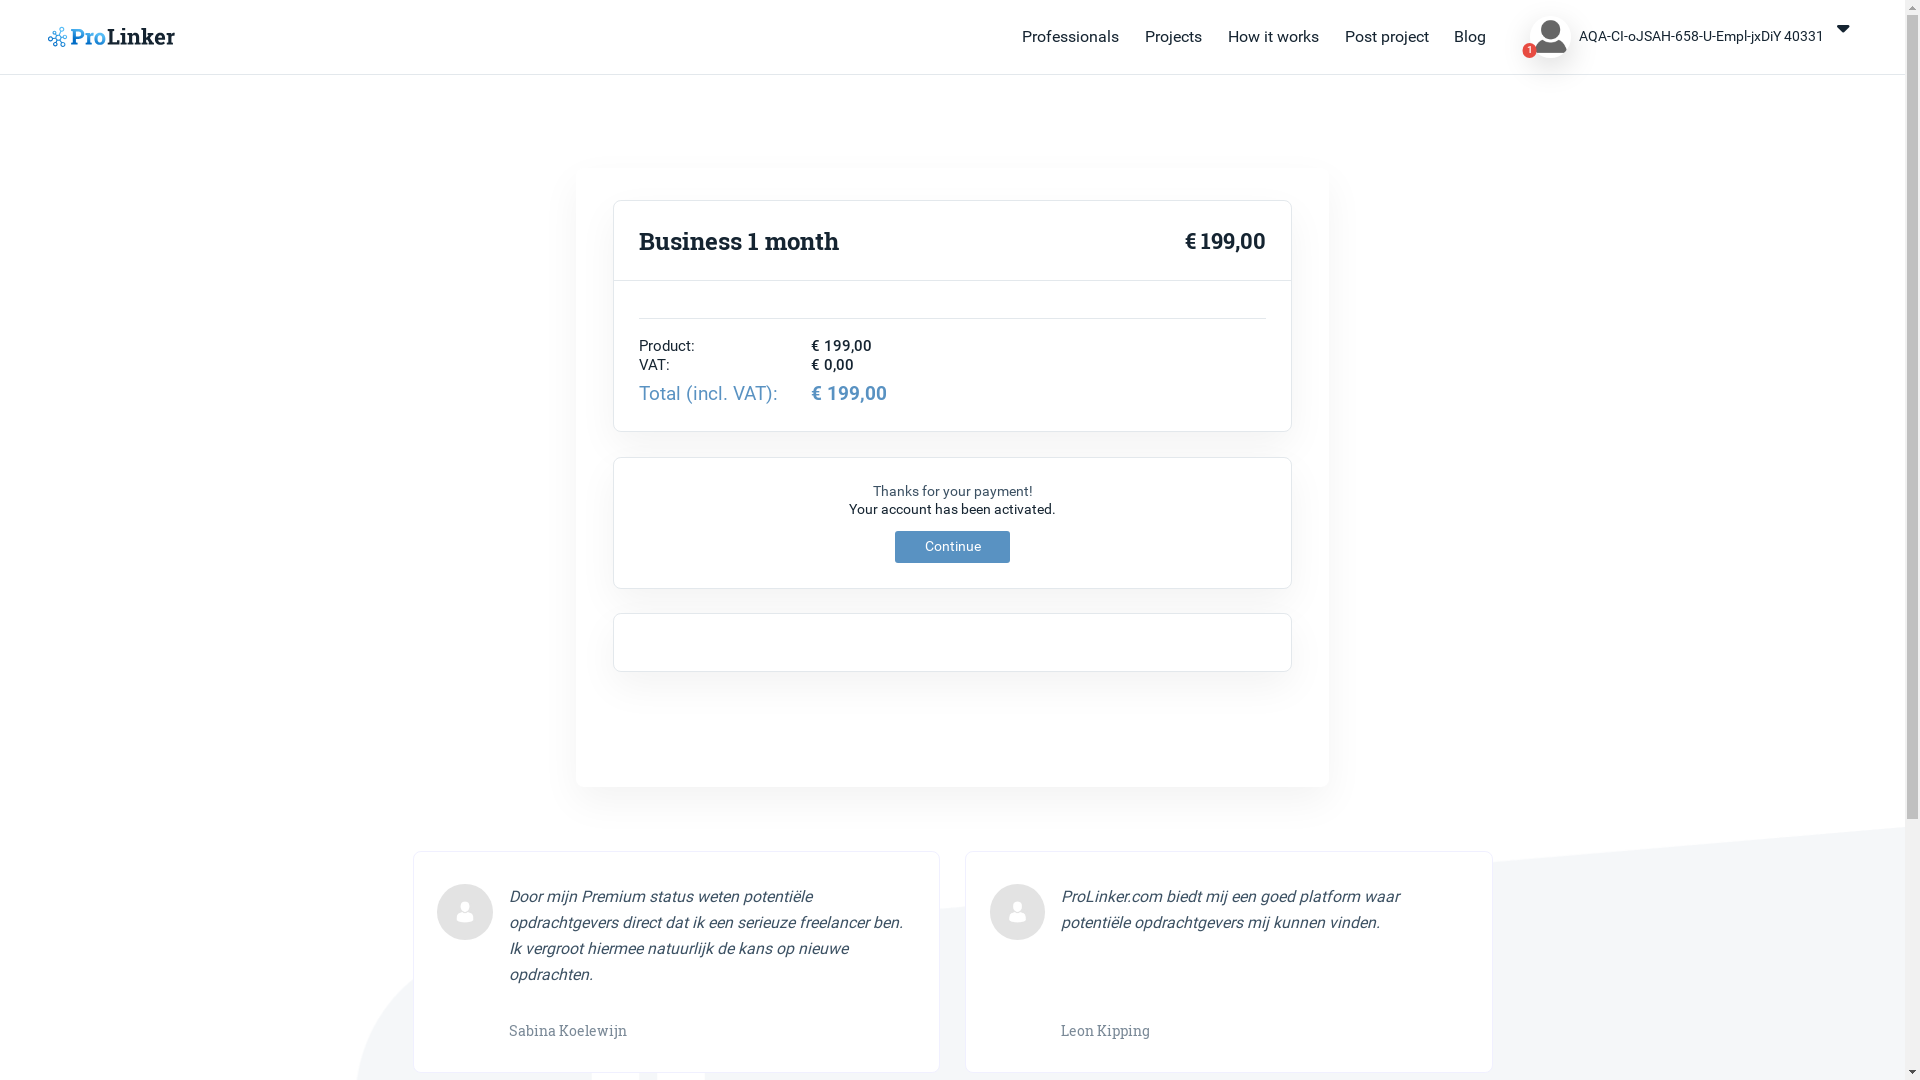 ProLinker
Professionals
Projects
How it works
Post project
Blog
1
AQA-CI-oJSAH-658-U-Empl-jxDiY 40331
Business 1 month
€ 199,00
Product: € 199,00
VAT: € 0,00
Total (incl. VAT): € 199,00
Thanks for your payment!
Your account has been activated.
Continue
Door mijn Premium status weten potentiële
opdrachtgevers direct dat ik een serieuze freelancer ben.
Ik vergroot hiermee natuurlijk de kans op nieuwe
opdrachten.
Sabina Koelewijn
ProLinker.com biedt mij een goed platform waar
potentiële opdrachtgevers mij kunnen vinden.
Leon Kipping